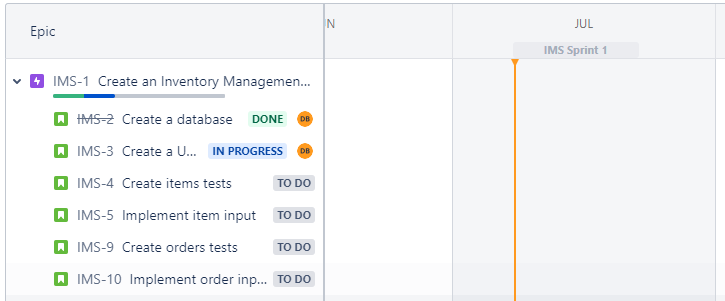 Epic
UN
JUL
IMS Sprint 1
IMS-1 Create an Inventory Managemen...
IMS-2 Create a database DONE DB
IMS-3 Create a U... IN PROGRESS DB
IMS-4 Create items tests TO DO
IMS-5 Implement item input TO DO
IMS-9 Create orders tests TO DO
IMS-10 Implement order inp... TO DO